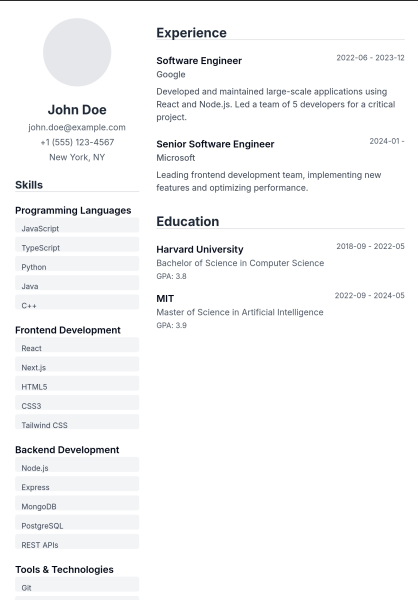 John Doe
john.doe@example.com
+1 (555) 123-4567
New York, NY
Skills
Programming Languages
JavaScript
TypeScript
Python
Java
C++
Frontend Development
React
Next.js
HTML5
CSS3
Tailwind CSS
Backend Development
Node.js
Express
MongoDB
PostgreSQL
REST APIs
Tools & Technologies
Git
Experience
Software Engineer 2022-06 - 2023-12
Google
Developed and maintained large-scale applications using
React and Node.js. Led a team of 5 developers for a critical
project.
Senior Software Engineer 2024-01 -
Microsoft
Leading frontend development team, implementing new
features and optimizing performance.
Education
Harvard University 2018-09 - 2022-05
Bachelor of Science in Computer Science
GPA: 3.8
MIT 2022-09 - 2024-05
Master of Science in Artificial Intelligence
GPA: 3.9